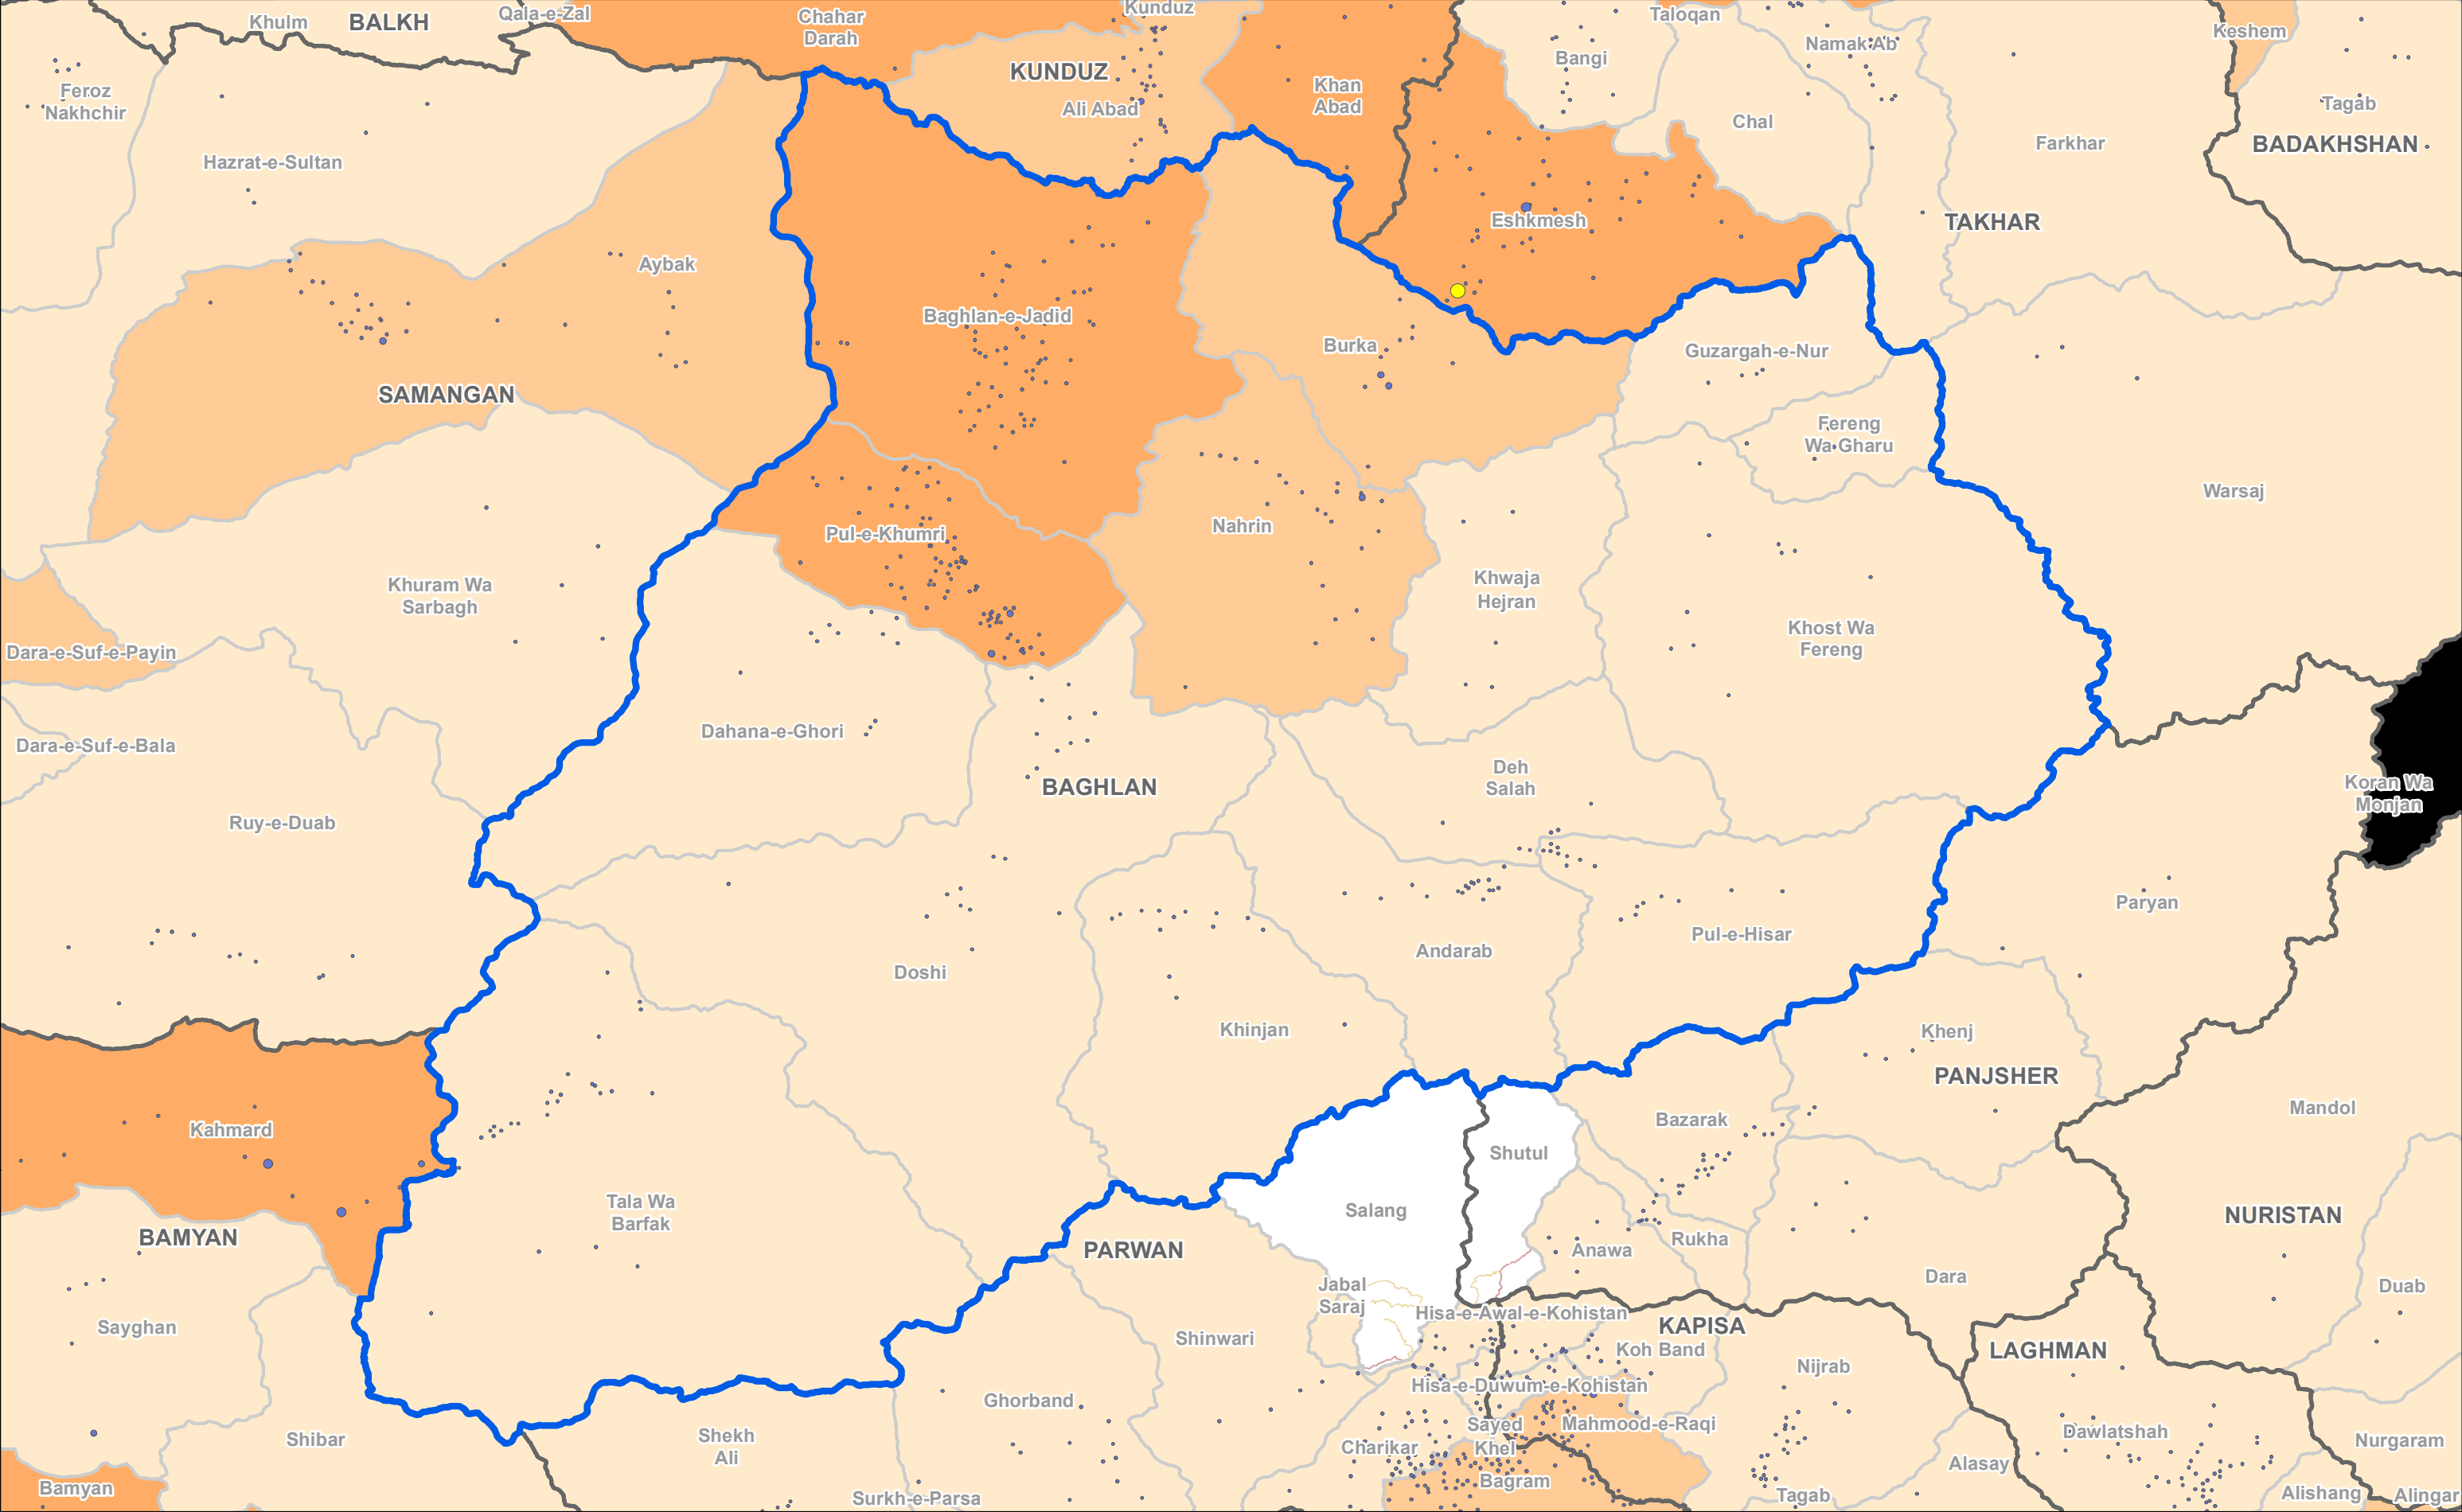 Khulm
BALKH
Qala-e-Zal
Chahar
Darah
Kunduz
Taloqan
Namak Ab
Keshem
Feroz
Nakhchir
KUNDUZ
Ali Abad
Khan
Abad
Bangi
Chal
Farkhar
Tagab
BADAKHSHAN
Hazrat-e-Sultan
Aybak
Eshkmesh
TAKHAR
Baghlan-e-Jadid
Burka
Guzargah-e-Nur
SAMANGAN
Fereng
Wa Gharu
Warsaj
Pul-e-Khumri
Nahrin
Khuram Wa
Sarbagh
Khwaja
Hejran
Khost Wa
Fereng
Dara-e-Suf-e-Payin
Dara-e-Suf-e-Bala
Dahana-e-Ghori
BAGHLAN
Deh
Salah
Koran Wa
Monjan
Ruy-e-Duab
Doshi
Andarab
Pul-e-Hisar
Paryan
Khinjan
Khenj
PANJSHER
Kahmard
Bazarak
Mandol
Shutul
Tala Wa
Barfak
Salang
BAMYAN
PARWAN
Anawa
Rukha
NURISTAN
Dara
Duab
Jabal
Saraj
Sayghan
Shinwari
Hisa-e-Awal-e-Kohistan
KAPISA
Koh Band
LAGHMAN
Nijrab
Hisa-e-Duwum-e-Kohistan
Ghorband
Shibar
Shekh
Ali
Charikar
Sayed
Khel
Mahmood-e-Raqi
Dawlatshah
Nurgaram
Alasay
Bagram
Bamyan
Surkh-e-Parsa
Tagab
Alishang
Alingar